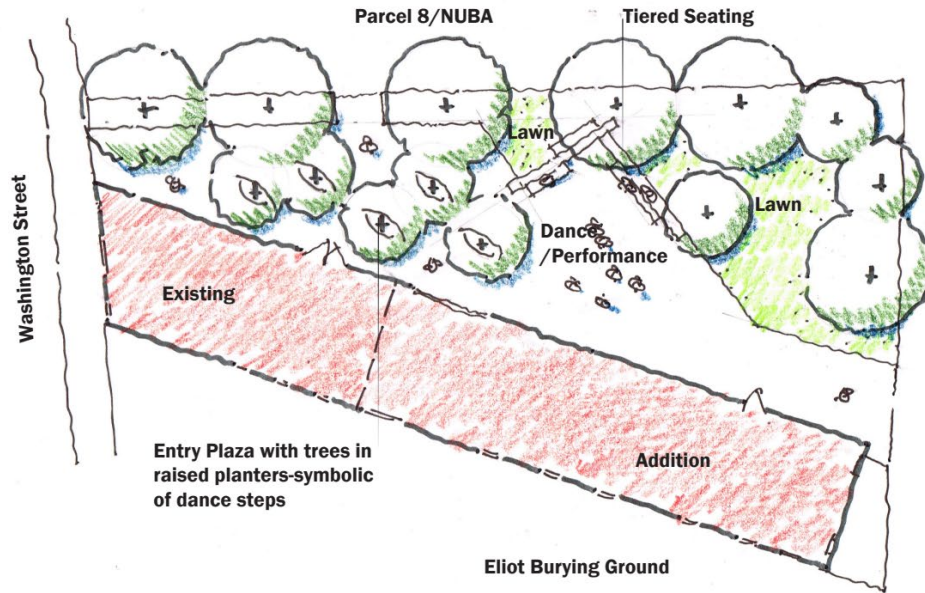 Parcel 8/NUBA
Tiered Seating
Lawn
Lawn
Dance
/Performance
Washington Street
Existing
Entry Plaza with trees in
raised planters-symbolic
of dance steps
Addition
Eliot Burying Ground